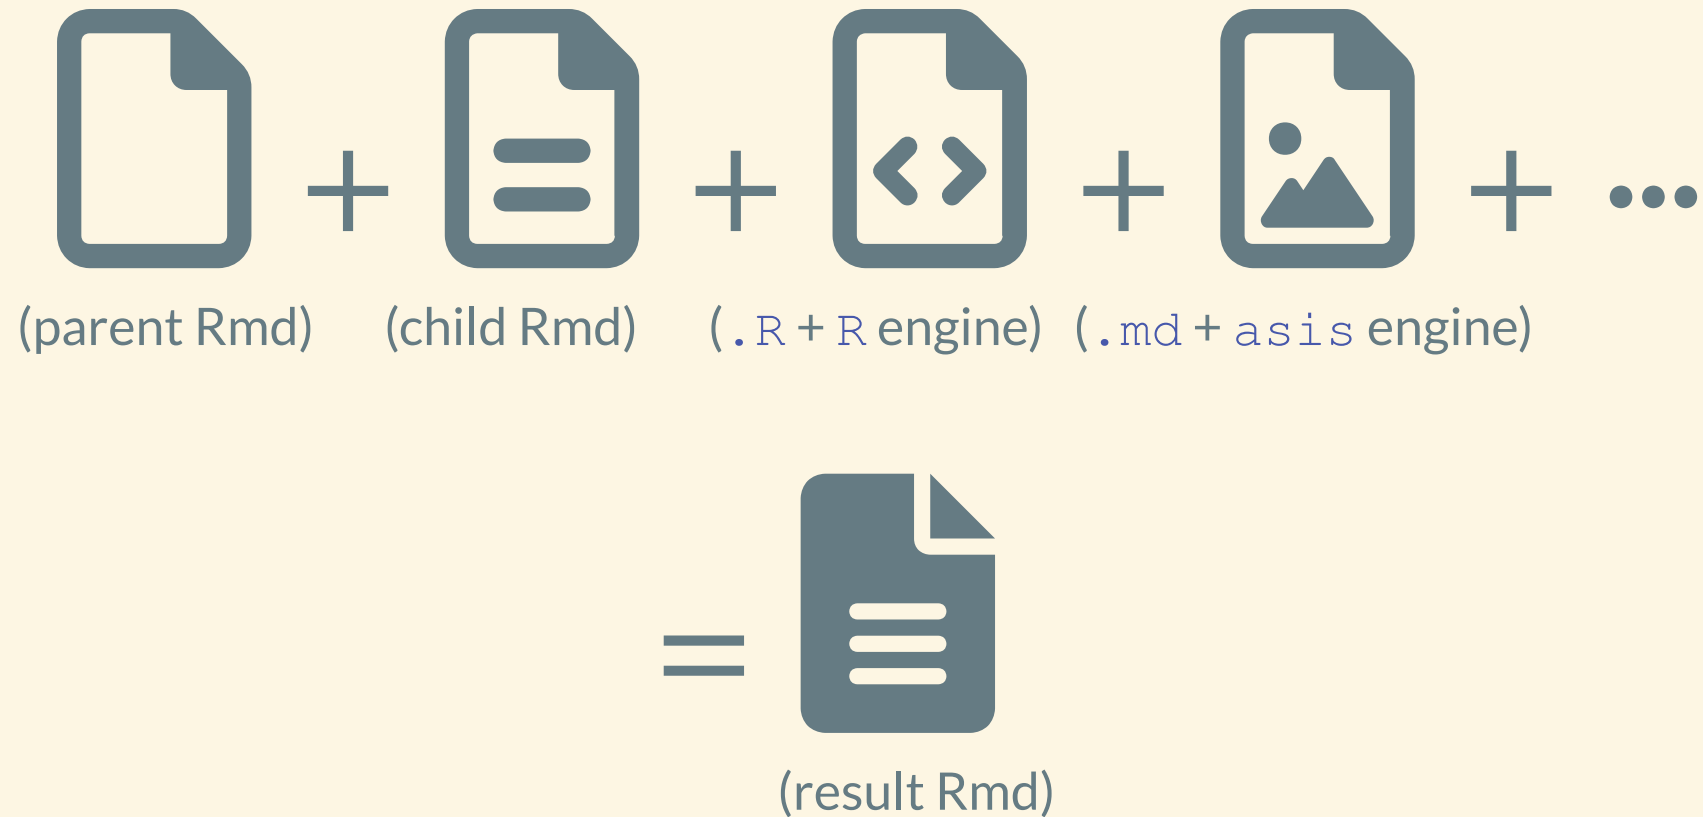 + + + + •••
(parent Rmd) (child Rmd) (.R + R engine) (.md + asis engine)
=
(result Rmd)